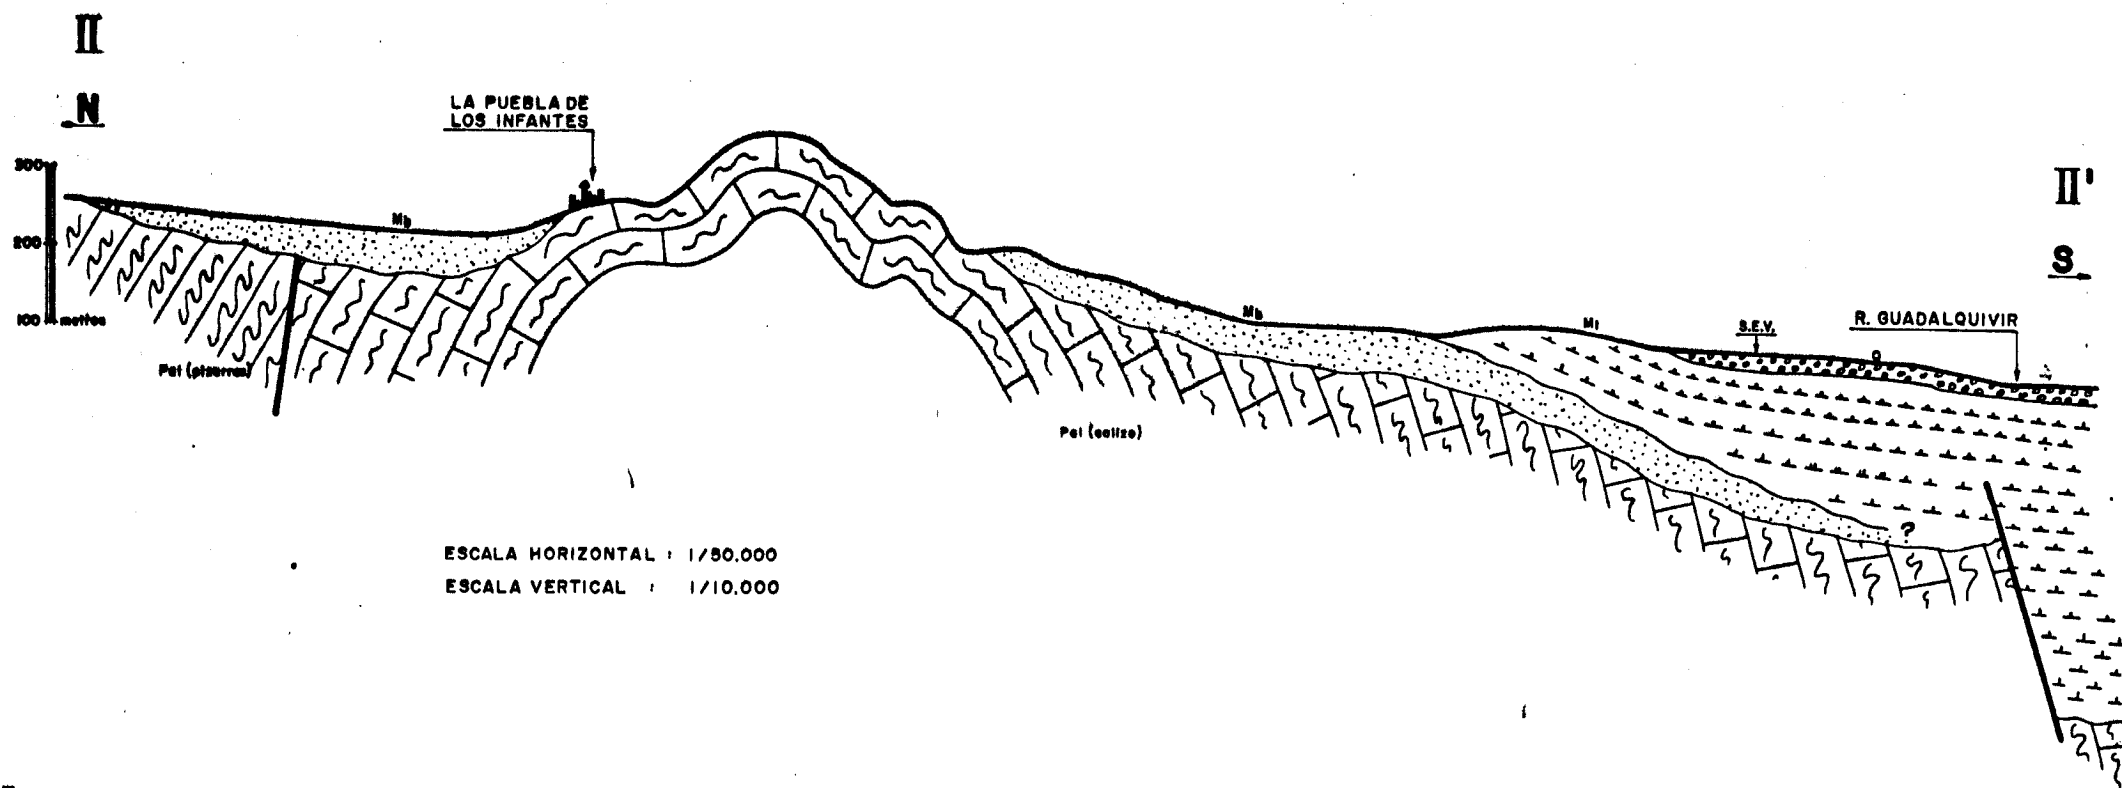 II
N
LA PUEBLA DE
LOS INFANTES
300
200
100 metros
Mb
Pal (pizarras)
II'
S
Mb
Mi
S.E.V.
Q
R. GUADALQUIVIR
Pal (caliza)
?
ESCALA HORIZONTAL : 1/50.000
ESCALA VERTICAL : 1/10.000